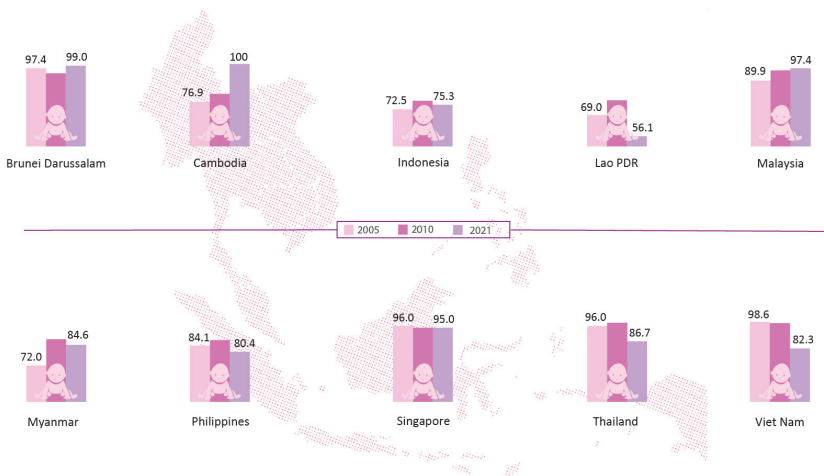 97.4 99.0
Brunei Darussalam
76.9 100
Cambodia
72.5 75.3
Indonesia
69.0 56.1
Lao PDR
89.9 97.4
Malaysia
2005 2010 2021
72.0 84.6
Myanmar
84.1 80.4
Philippines
96.0 95.0
Singapore
96.0 86.7
Thailand
98.6 82.3
Viet Nam